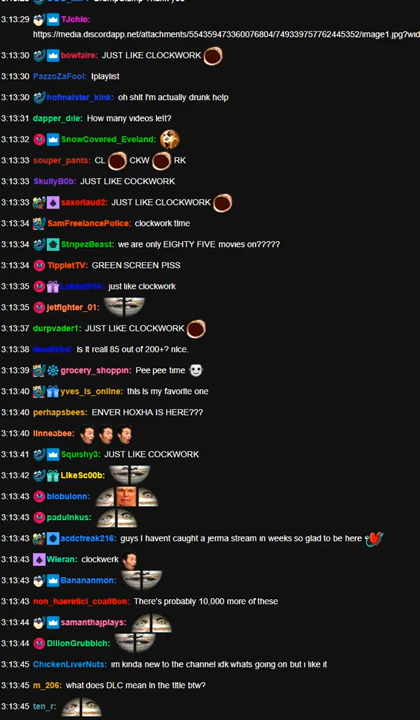 3:13:29 TJchio:
https://media.discordapp.net/attachments/554359473360076804/749339757762445352/image1.jpg?wid
3:13:30 bowfaire: JUST LIKE CLOCKWORK
3:13:30 PazzoZaFool: !playlist
3:13:30 hofmeister_kink: oh shit I'm actually drunk help
3:13:31 dapper_dile: How many videos left?
3:13:32 SnowCovered_Eveland:
3:13:33 souper_pants: CL CKW RK
3:13:33 SkullyB0b: JUST LIKE COCKWORK
3:13:33 saxorlaud2: JUST LIKE CLOCKWORK
3:13:34 SamFreelancePolice: clockwork time
3:13:34 StripezBeast: we are only EIGHTY FIVE movies on?????
3:13:34 TippletTV: GREEN SCREEN PISS
3:13:35 just like clockwork
3:13:35 jetfighter_01:
3:13:37 durpvader1: JUST LIKE CLOCKWORK
3:13:38 Is it reall 85 out of 200+? nice.
3:13:39 grocery_shoppin: Pee pee time
3:13:40 yves_is_online: this is my favorite one
3:13:40 perhapsbees: ENVER HOXHA IS HERE???
3:13:40 linneabee:
3:13:41 Squishy3: JUST LIKE COCKWORK
3:13:42 LikeSc00b:
3:13:43 blobulonn:
3:13:43 padulnkus:
3:13:43 acdcfreak216: guys I havent caught a jerma stream in weeks so glad to be here
3:13:43 Wleran: clockwerk
3:13:43 Banananmon:
3:13:43 non_haeretici_coalition: There's probably 10,000 more of these
3:13:44 samanthajplays:
3:13:44 DillonGrubbich:
3:13:45 ChickenLiverNuts: im kinda new to the channel idk whats going on but i like it
3:13:45 m_206: what does DLC mean in the title btw?
3:13:45 ten_r: